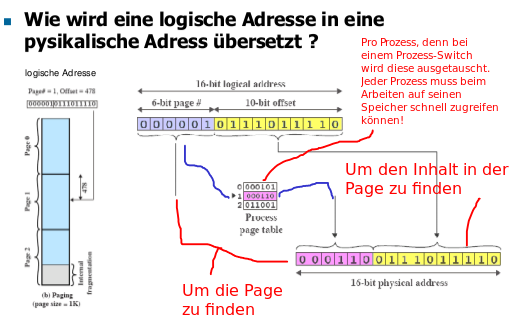 Wie wird eine logische Adresse in eine
pysikalische Adress übersetzt ?
Pro Prozess, denn bei
einem Prozess-Switch
wird diese ausgetauscht.
Jeder Prozess muss beim
Arbeiten auf seinen
Speicher schnell zugreifen
können!
logische Adresse
Page# = 1, Offset = 478
0000010111011110
Page 0
Page 1
478
Page 2
Internal
fragmentation
(b) Paging
(page size = 1K)
16-bit logical address
6-bit page #
10-bit offset
0 0 0 0 0 1 0 1 1 1 0 1 1 1 1 0
Um den Inhalt in der
Page zu finden
0 000101
1 000110
2 011001
Process
page table
0 0 0 1 1 0 0 1 1 1 0 1 1 1 1 0
16-bit physical address
Um die Page
zu finden